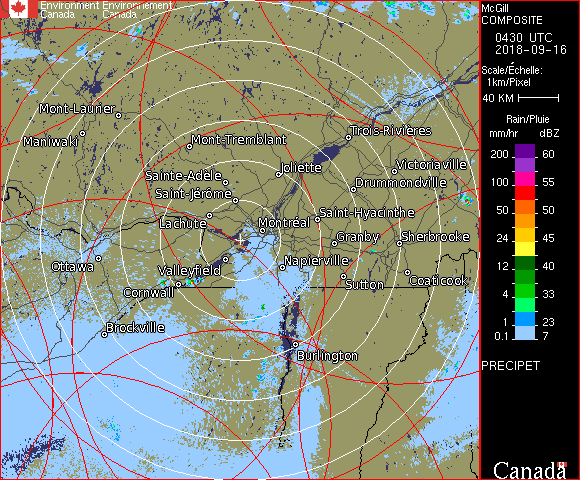 Environment Environnement
Canada Canada
McGill
COMPOSITE
0430 UTC
2018-09-16
Scale/Échelle:
1km/Pixel
40 KM
Rain/Pluie
mm/hr dBZ
200 60
150 55
100 55
50 50
24 45
12 40
4 33
1 23
0.1 7
PRECIPET
Canada
Mont-Laurier
Maniwaki
Mont-Tremblant
Trois-Rivières
Sainte-Adèle
Joliette
Victoriaville
Saint-Jérôme
Drummondville
Lachute
Montréal
Saint-Hyacinthe
Granby
Sherbrooke
Ottawa
Valleyfield
Napierville
Cornwall
Sutton
Coaticook
Brockville
Burlington